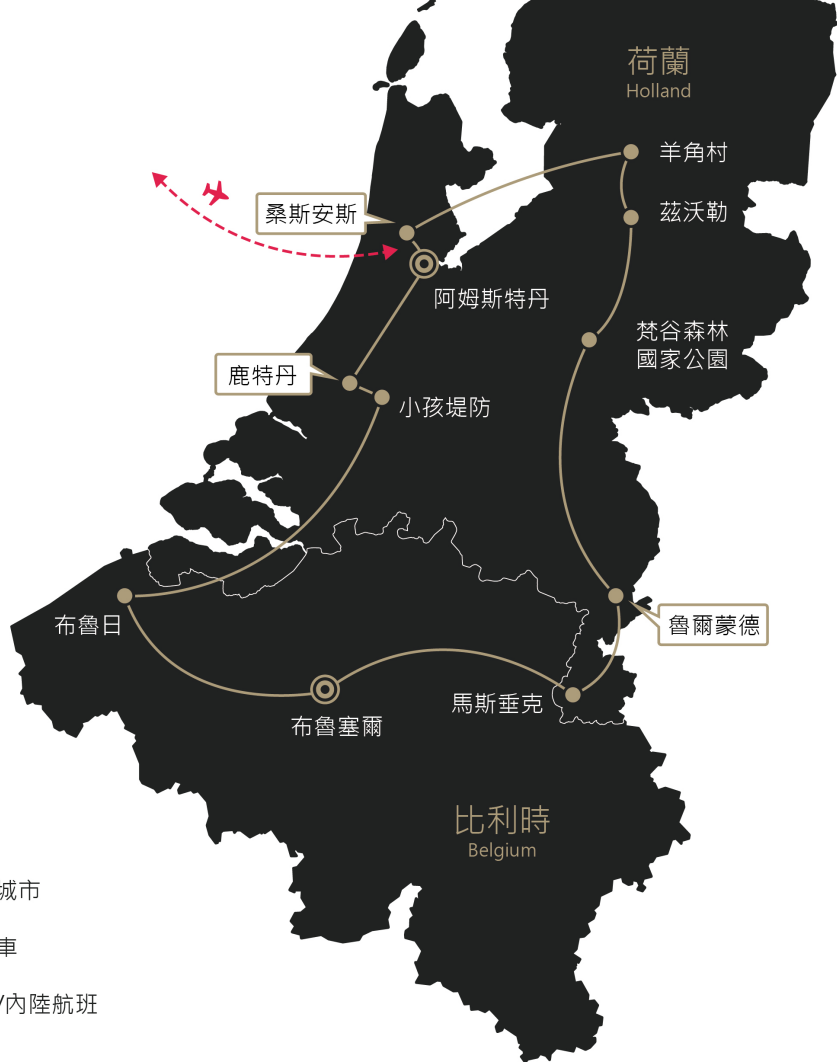 荷蘭
Holland
羊角村
茲沃勒
桑斯安斯
阿姆斯特丹
梵谷森林
國家公園
鹿特丹
小孩堤防
布魯日
魯爾蒙德
馬斯垂克
布魯塞爾
比利時
Belgium
城市
車
/內陸航班